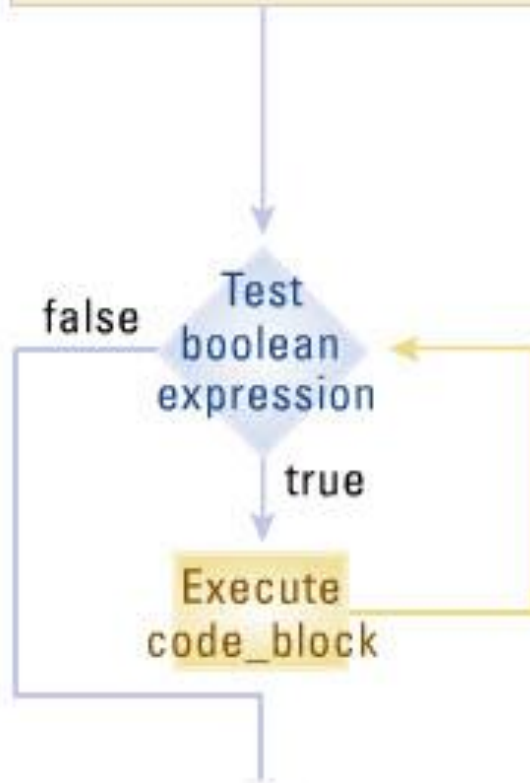 Test
boolean
expression
false
true
Execute
code_block